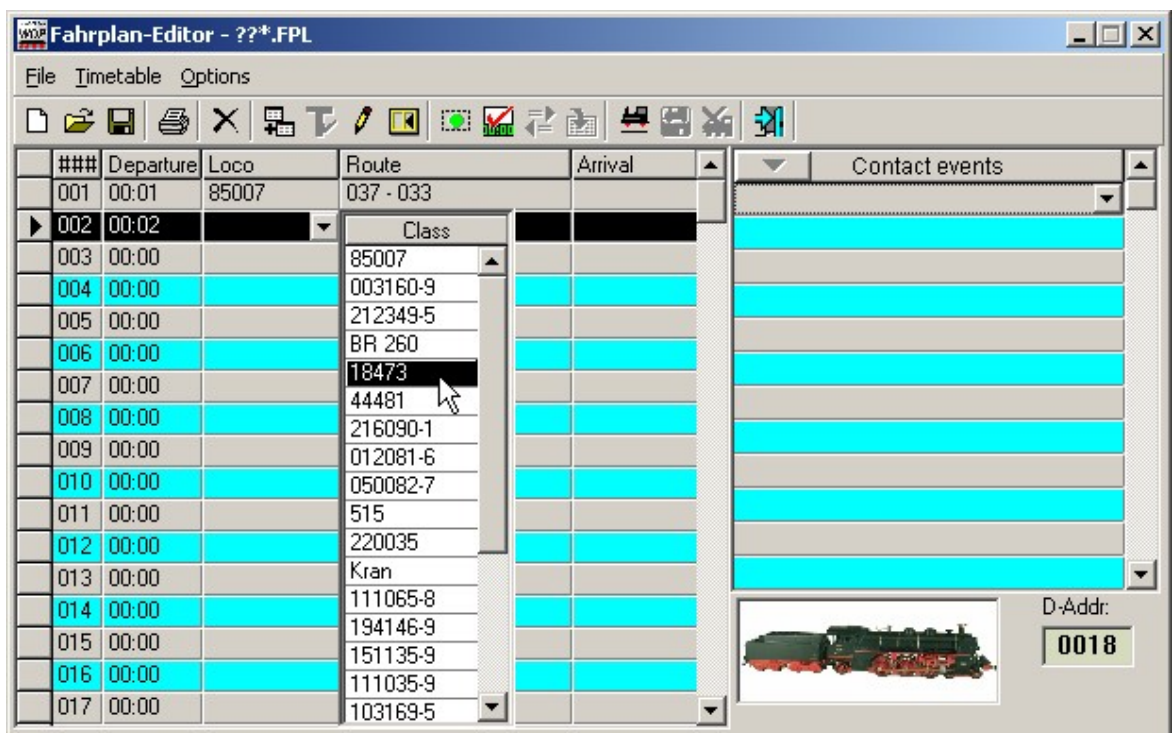 Fahrplan-Editor - ??*.FPL
File Timetable Options
### Departure Loco Route Arrival Contact events
001 00:01 85007 037 - 033
002 00:02 Class
003 00:00 85007
004 00:00 003160-9
005 00:00 212349-5
006 00:00 BR 260
007 00:00 18473
44481
008 00:00 216090-1
009 00:00 012081-6
010 00:00 050082-7
011 00:00 515
012 00:00 220035
013 00:00 Kran
014 00:00 111065-8 D-Addr:
015 00:00 194146-9 0018
151135-9
016 00:00 111035-9
017 00:00 103169-5